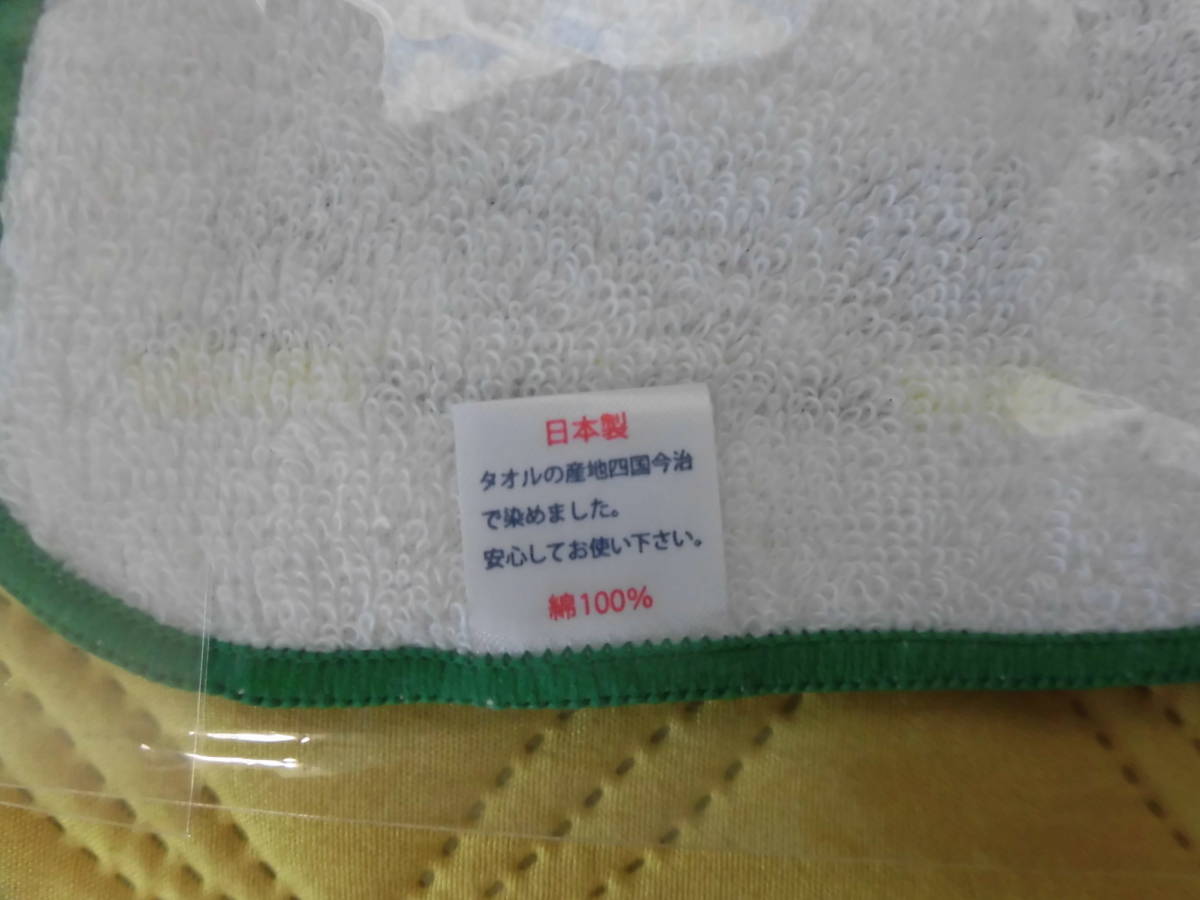 日本製
タオルの産地四国今治
で染めました。
安心してお使い下さい。
綿100%